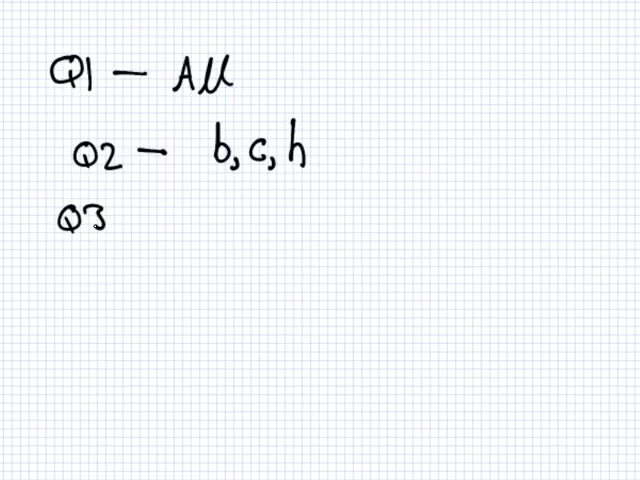 Q1 — All
Q2 — b, c, h
Q3